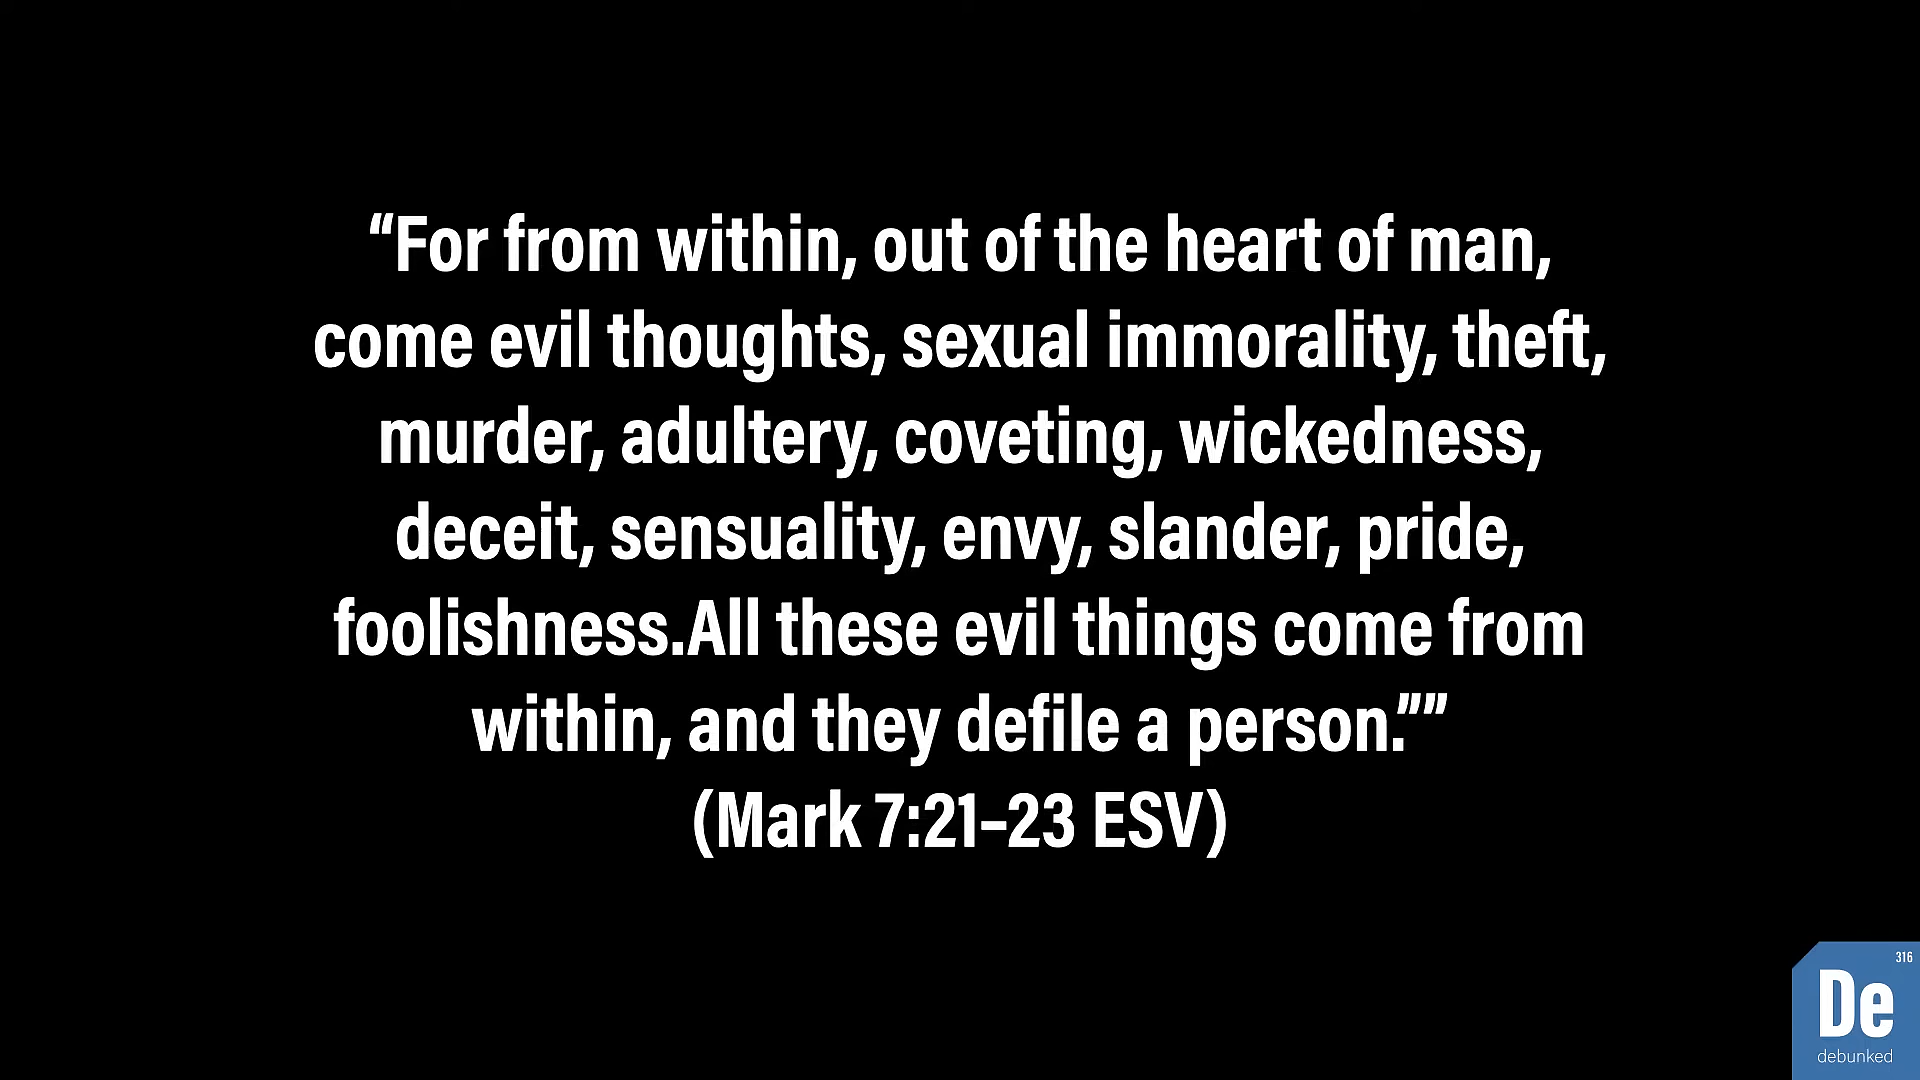 “For from within, out of the heart of man,
come evil thoughts, sexual immorality, theft,
murder, adultery, coveting, wickedness,
deceit, sensuality, envy, slander, pride,
foolishness.All these evil things come from
within, and they defile a person.””
(Mark 7:21–23 ESV)
316
De
debunked